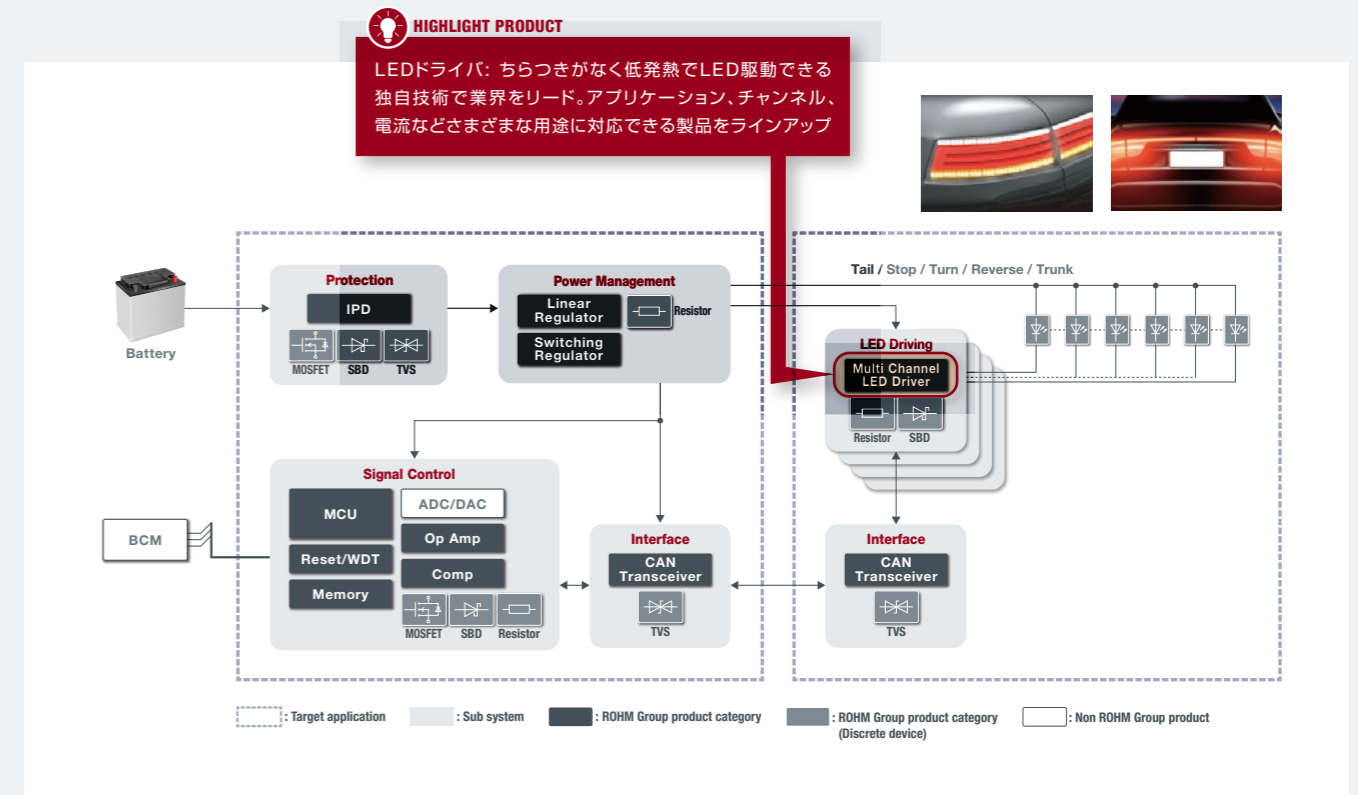 HIGHLIGHT PRODUCT
LEDドライバ: ちらつきがなく低発熱でLED駆動できる
独自技術で業界をリード。アプリケーション、チャンネル、
電流などさまざまな用途に対応できる製品をラインアップ
Battery
Protection
IPD
MOSFET
SBD
TVS
Power Management
Linear
Regulator
Resistor
Switching
Regulator
Tail / Stop / Turn / Reverse / Trunk
LED Driving
Multi Channel
LED Driver
Resistor
SBD
BCM
Signal Control
MCU
ADC/DAC
Op Amp
Reset/WDT
Comp
Memory
MOSFET
SBD
Resistor
Interface
CAN
Transceiver
TVS
Interface
CAN
Transceiver
TVS
: Target application
: Sub system
: ROHM Group product category
: ROHM Group product category
(Discrete device)
: Non ROHM Group product